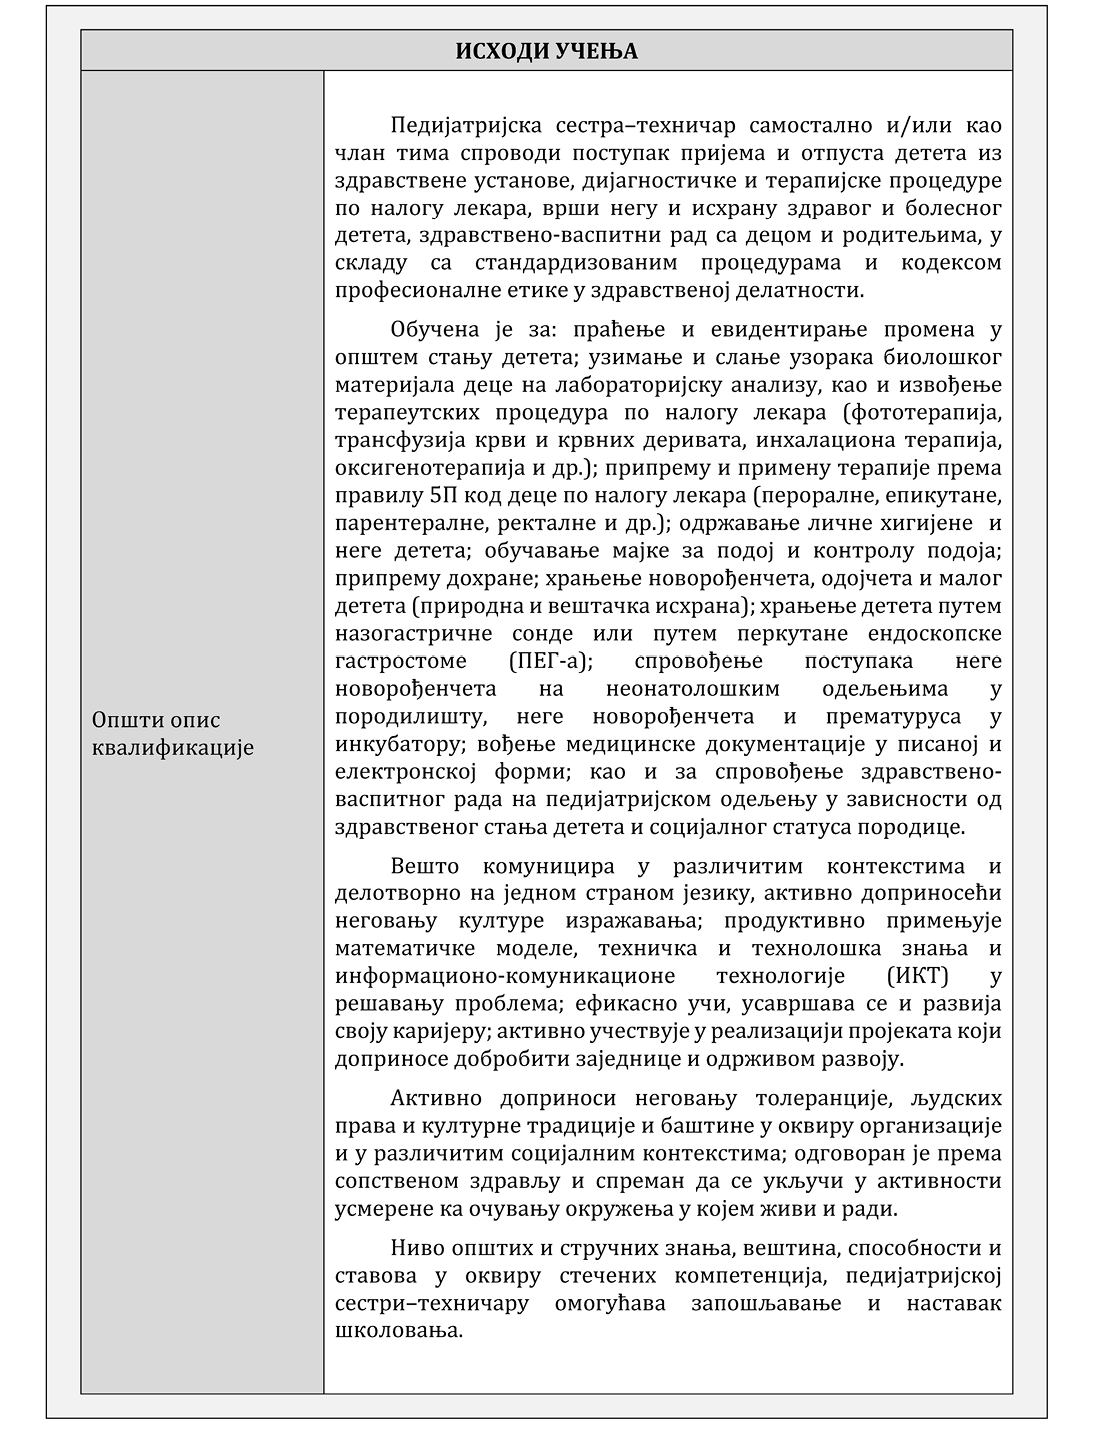 ИСХОДИ УЧЕЊА
Општи опис
квалификације
Педијатријска сестра–техничар самостално и/или као
члан тима спроводи поступак пријема и отпуста детета из
здравствене установе, дијагностичке и терапијске процедуре
по налогу лекара, врши негу и исхрану здравог и болесног
детета, здравствено-васпитни рад са децом и родитељима, у
складу са стандардизованим процедурама и кодексом
професионалне етике у здравственој делатности.
Обучена је за: праћење и евидентирање промена у
општем стању детета; узимање и слање узорака биолошког
материјала деце на лабораторијску анализу, као и извођење
терапеутских процедура по налогу лекара (фототерапија,
трансфузија крви и крвних деривата, инхалациона терапија,
оксигенотерапија и др.); припрему и примену терапије према
правилу 5П код деце по налогу лекара (пероралне, епикутане,
парентералне, ректалне и др.); одржавање личне хигијене и
неге детета; обучавање мајке за подој и контролу подоја;
припрему дохране; храњење новорођенчета, одојчета и малог
детета (природна и вештачка исхрана); храњење детета путем
назогастричне сонде или путем перкутане ендоскопске
гастростоме (ПЕГ-а); спровођење поступака неге
новорођенчета на неонатолошким одељењима у
породилишту, неге новорођенчета и прематуруса у
инкубатору; вођење медицинске документације у писаној и
електронској форми; као и за спровођење здравствено-
васпитног рада на педијатријском одељењу у зависности од
здравственог стања детета и социјалног статуса породице.
Вешто комуницира у различитим контекстима и
делотворно на једном страном језику, активно доприносећи
неговању културе изражавања; продуктивно примењује
математичке моделе, техничка и технолошка знања и
информационо-комуникационе технологије (ИКТ) у
решавању проблема; ефикасно учи, усавршава се и развија
своју каријеру; активно учествује у реализацији пројеката који
доприносе добробити заједнице и одрживом развоју.
Активно доприноси неговању толеранције, људских
права и културне традиције и баштине у оквиру организације
и у различитим социјалним контекстима; одговоран је према
сопственом здрављу и спреман да се укључи у активности
усмерене ка очувању окружења у којем живи и ради.
Ниво општих и стручних знања, вештина, способности и
ставова у оквиру стечених компетенција, педијатријској
сестри–техничару омогућава запошљавање и наставак
школовања.